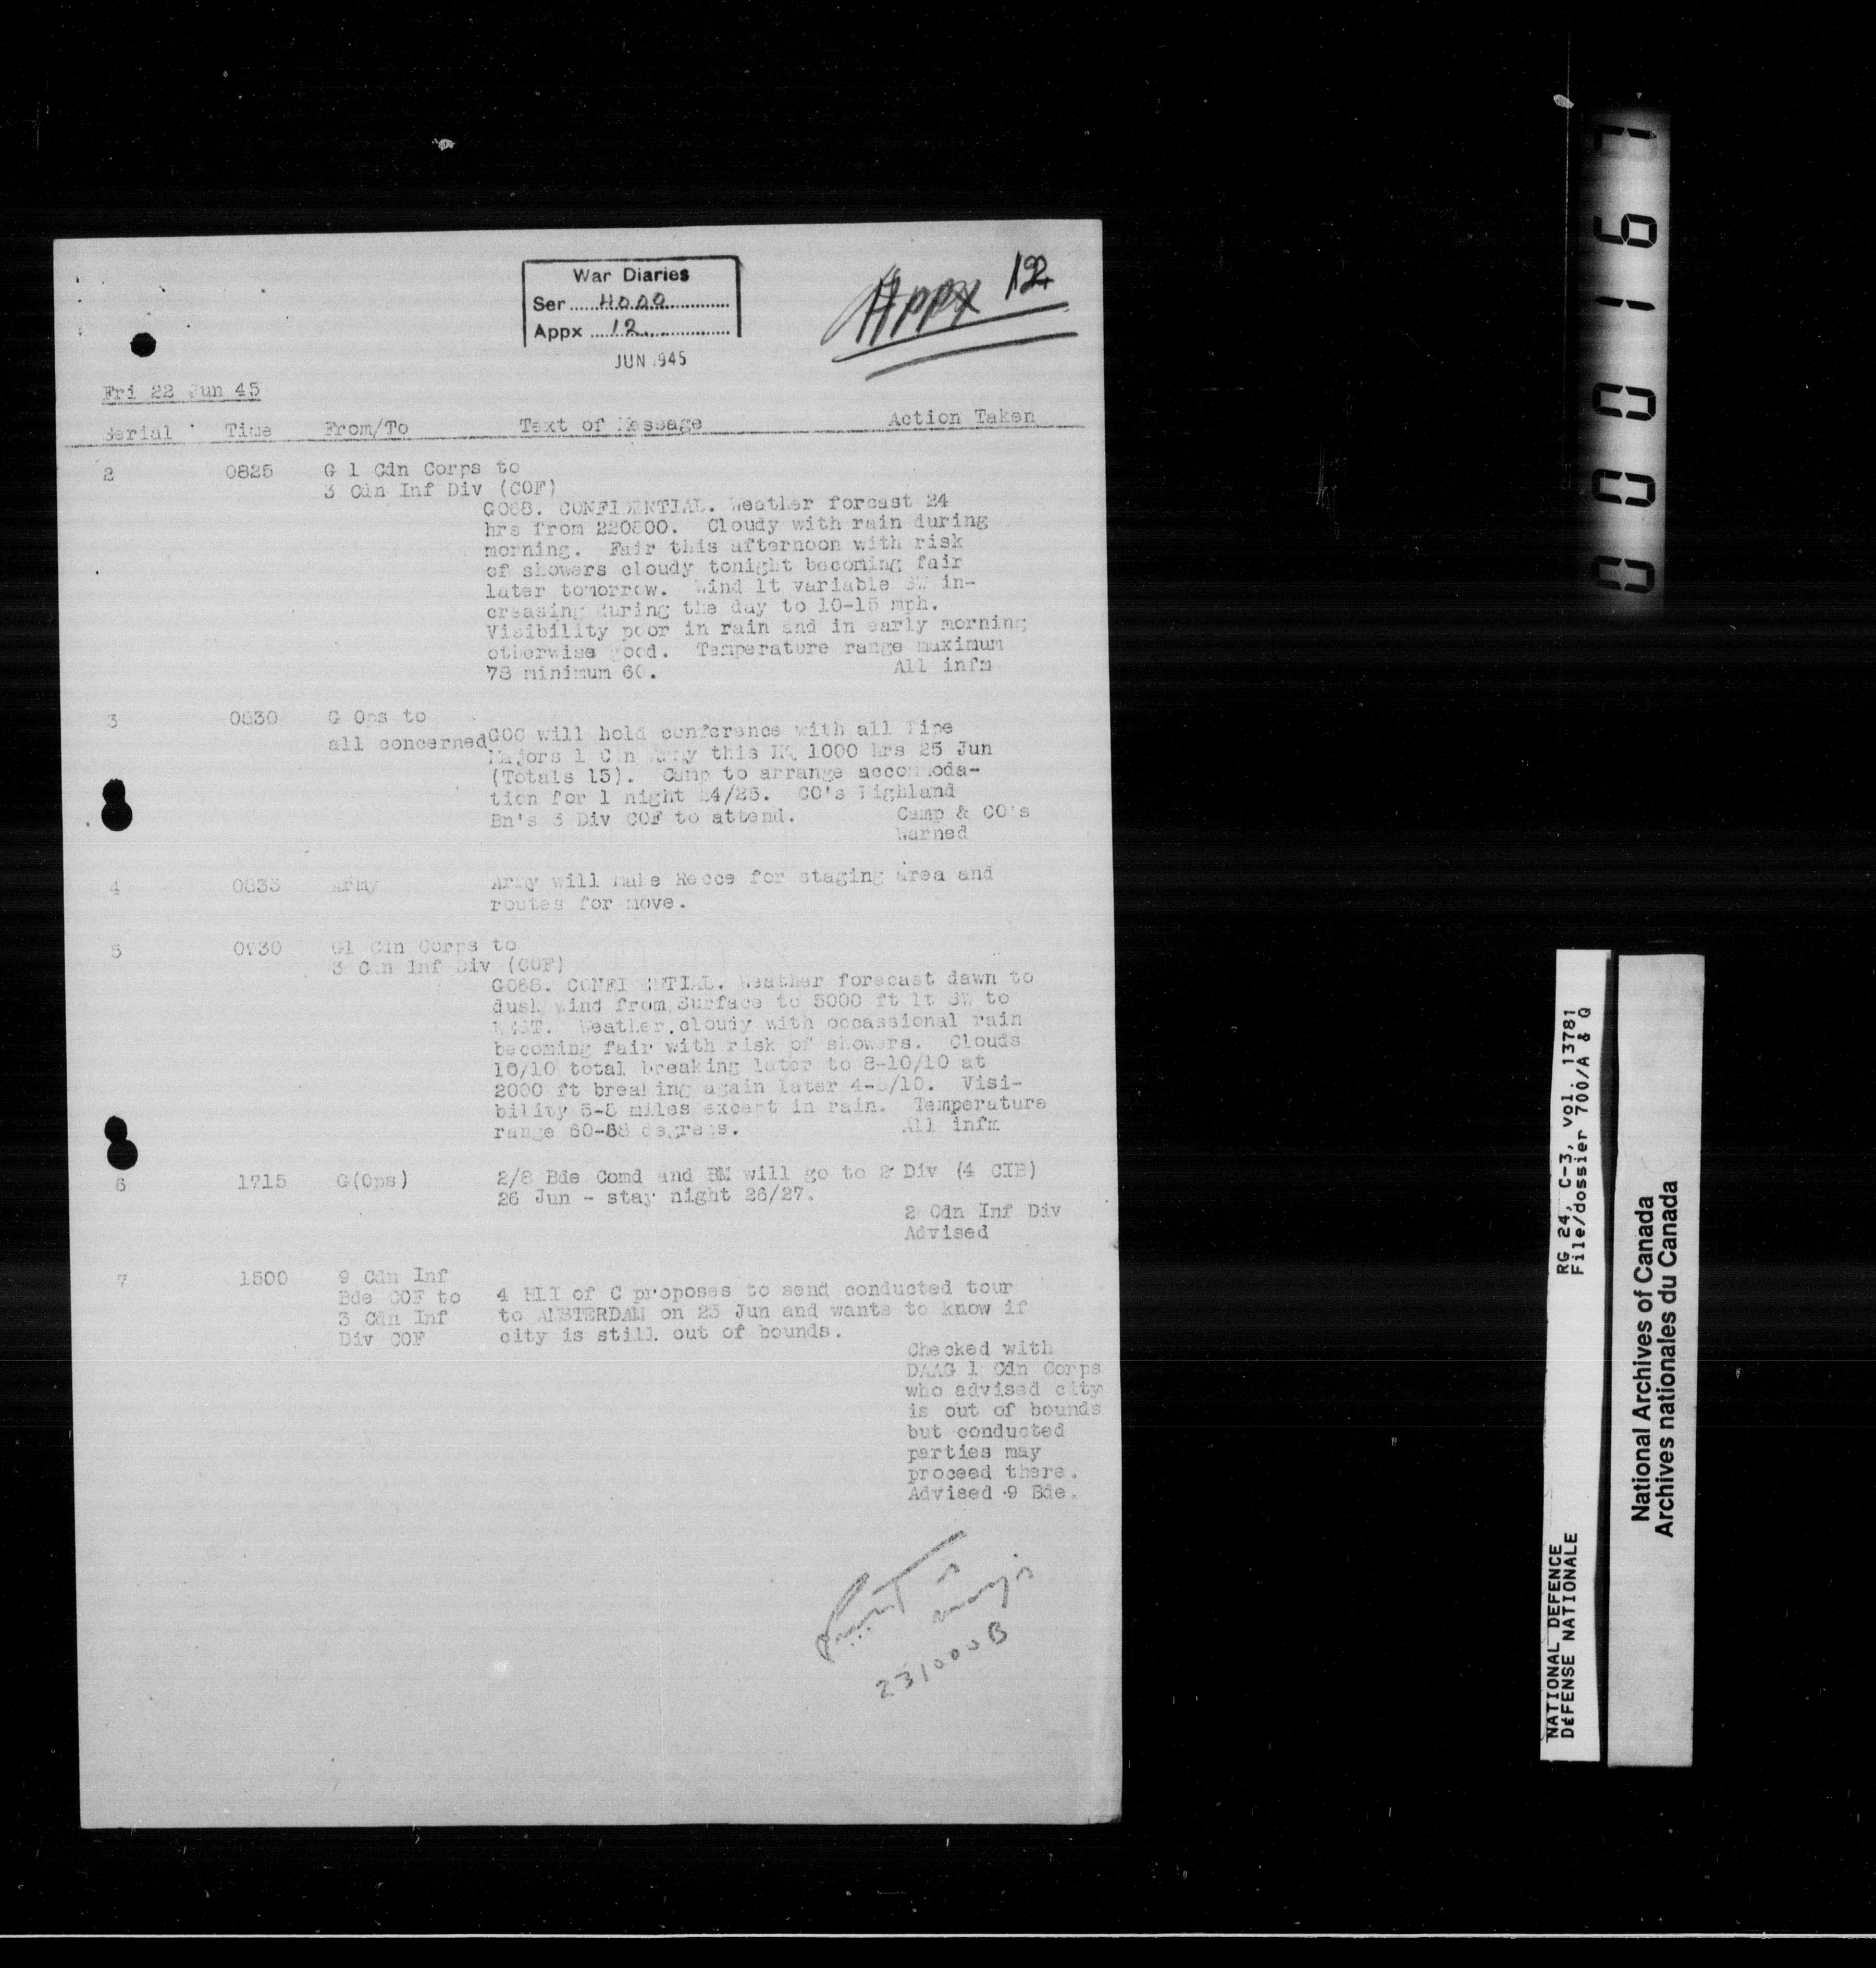 War Diaries
Ser 4000
Appx 12
JUN 1945
Appx 12
Fri 22 Jun 45
Serial Time From/To Text of Message Action Taken
2 0825 G 1 Cdn Corps to
3 Cdn Inf Div (COF)
GO68. CONFIDENTIAL. Weather forcast 24
hrs from 220800. Cloudy with rain during
morning. Fair this afternoon with risk
of showers cloudy tonight becoming fair
later tomorrow. Wind lt variable SW in-
creasing during the day to 10-15 mph.
Visibility poor in rain and in early morning
otherwise good. Temperature range maximum
78 minimum 60. All infm
3 0830 G Ops to
all concerned GOC will hold conference with all Pipe
Majors 1 Cdn Army this HQ 1000 hrs 25 Jun
(Totals 15). Camp to arrange accommoda-
tion for 1 night 24/25. CO's Highland
Bn's 3 Div COF to attend. Camp & CO's
Warned
4 0835 Army Army will make Recce for staging area and
routes for move.
5 0930 G1 Cdn Corps to
3 Cdn Inf Div (COF)
GO68. CONFIDENTIAL. Weather forecast dawn to
dusk wind from Surface to 5000 ft lt SW to
WEST. Weather cloudy with occassional rain
becoming fair with risk of showers. Clouds
10/10 total breaking later to 8-10/10 at
2000 ft breaking again later 4-8/10. Visi-
bility 5-8 miles except in rain. Temperature
range 60-68 degrees. All infm
6 1715 G(Ops) 2/8 Bde Comd and BM will go to 2 Div (4 CIB)
26 Jun - stay night 26/27.
2 Cdn Inf Div
Advised
7 1500 9 Cdn Inf
Bde COF to 4 HLI of C proposes to send conducted tour
3 Cdn Inf to AMSTERDAM on 23 Jun and wants to know if
Div COF city is still out of bounds.
Checked with
DAAG 1 Cdn Corps
who advised city
is out of bounds
but conducted
parties may
proceed there.
Advised 9 Bde.
231000B
000167
RG 24, C-3, vol. 13781
File/dossier 700/A & Q
NATIONAL DEFENCE
DÉFENSE NATIONALE
National Archives of Canada
Archives nationales du Canada